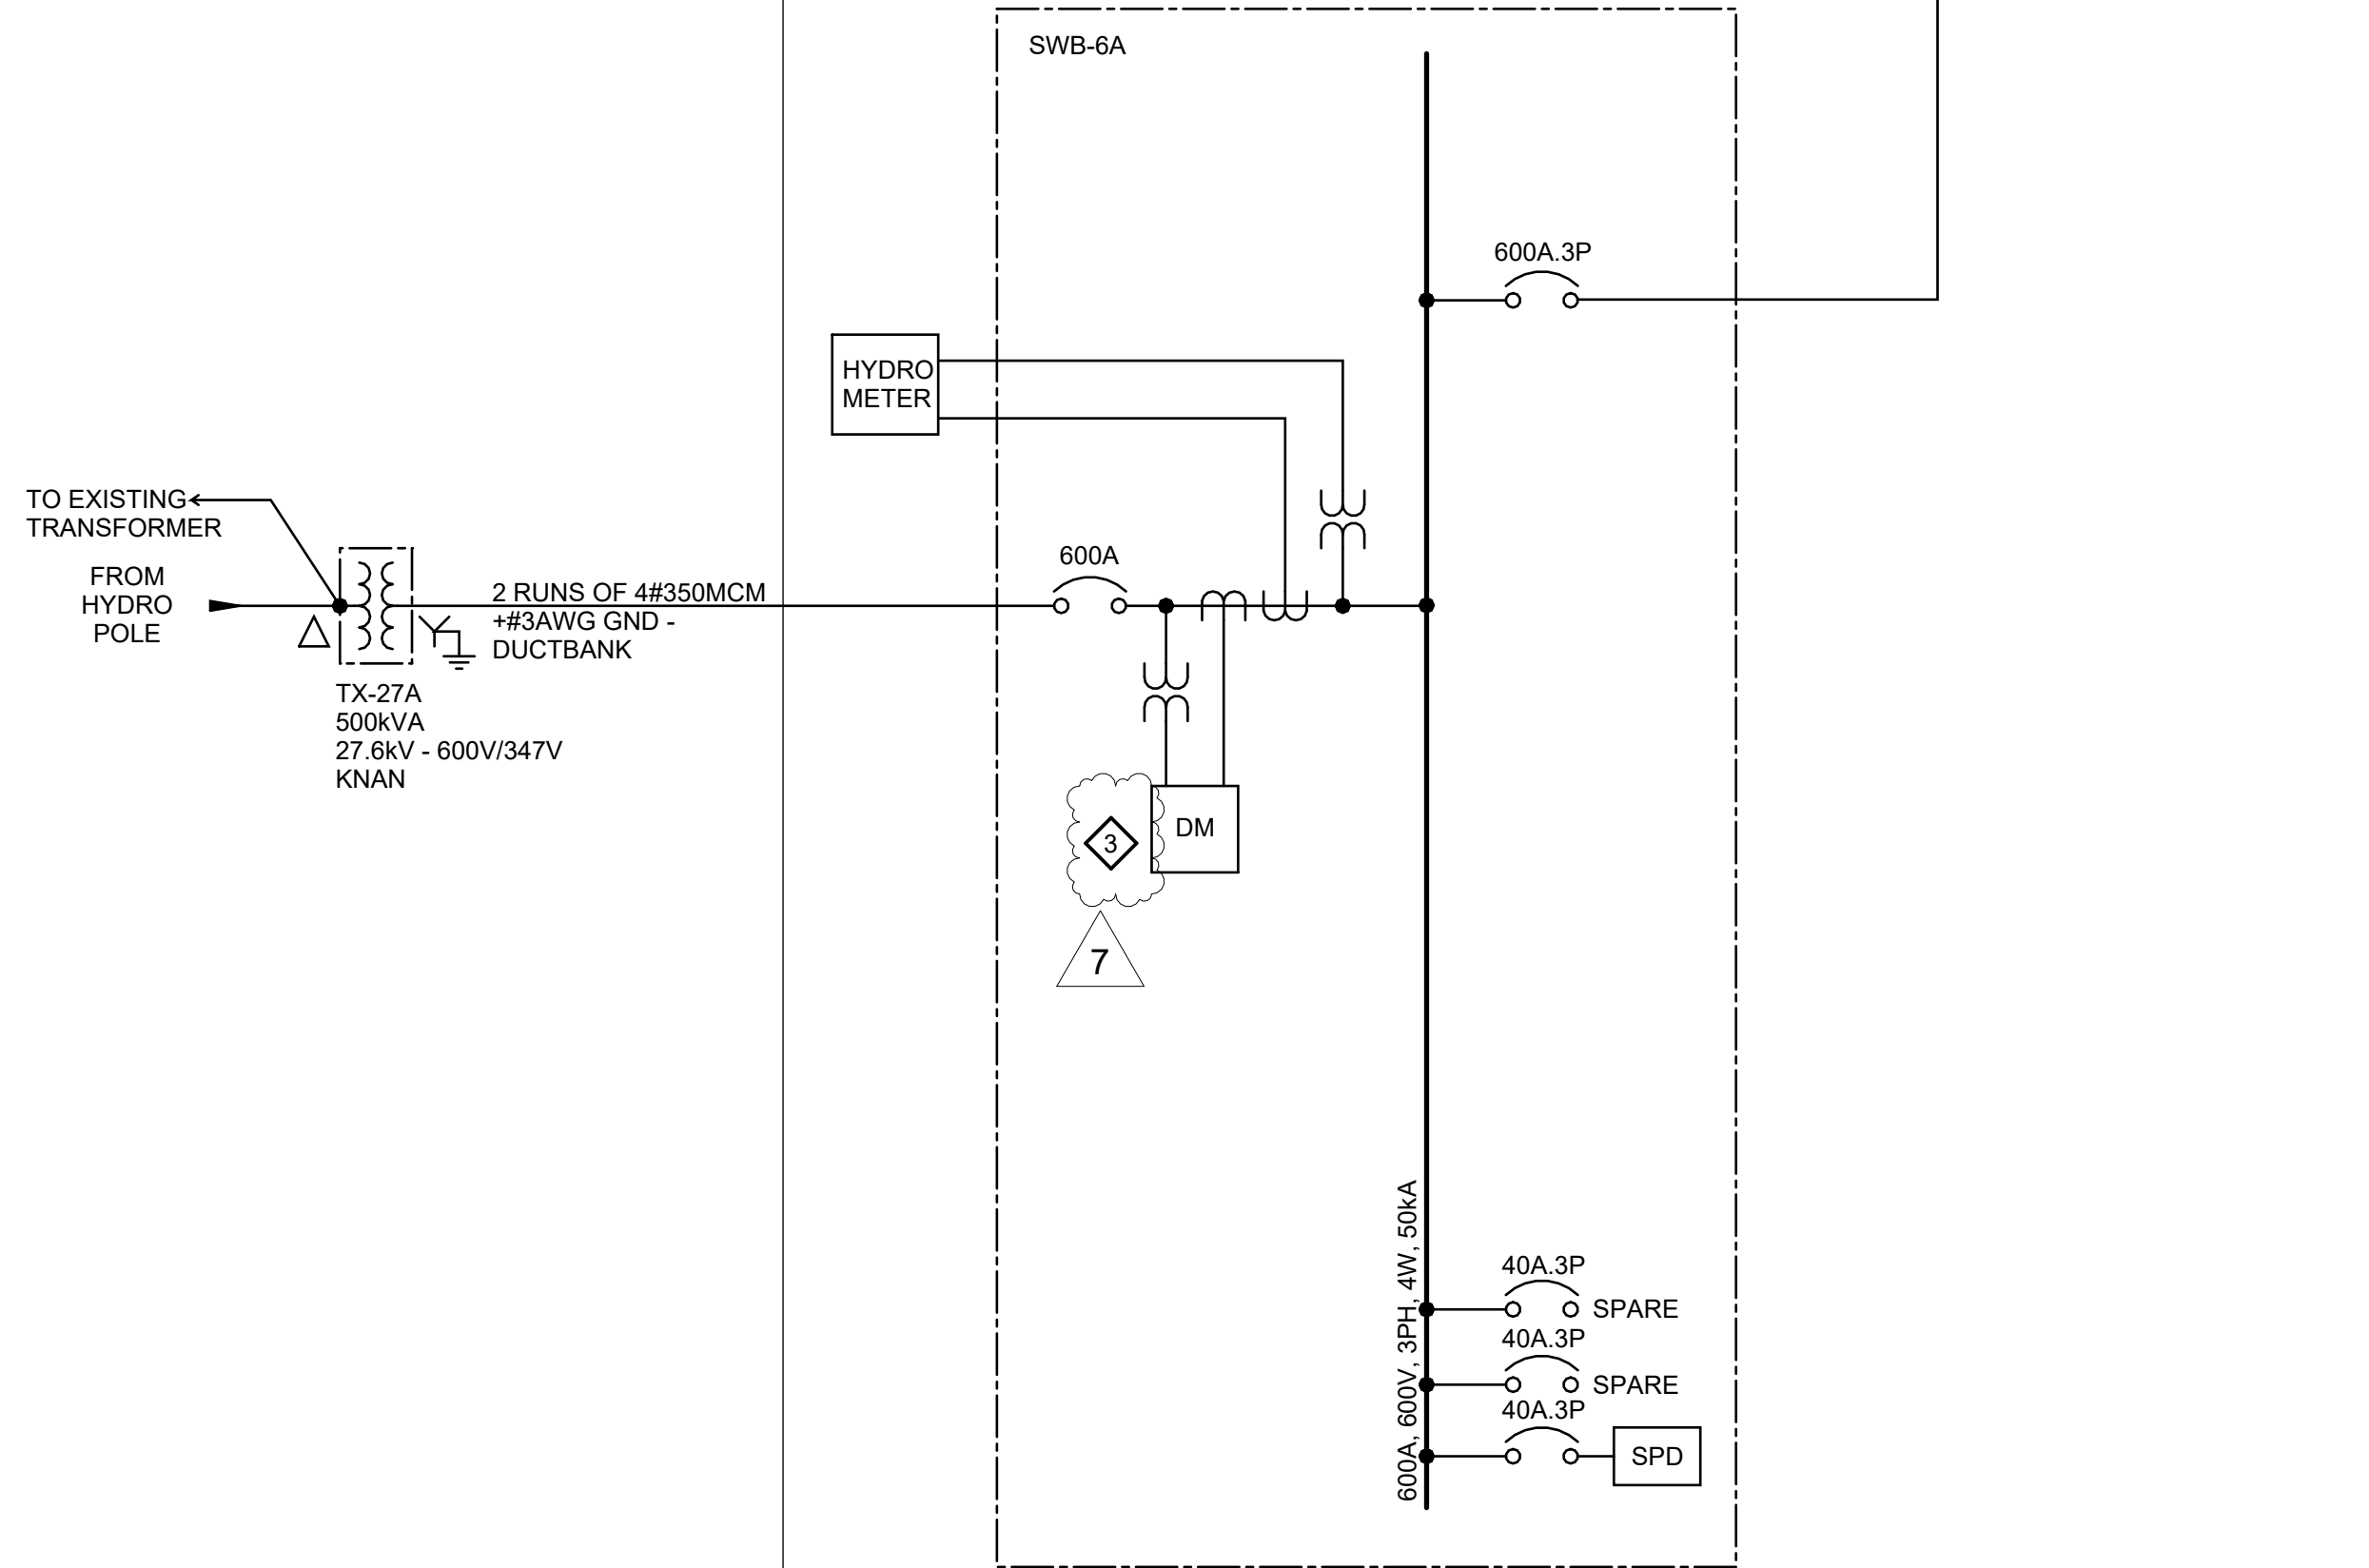 SWB-6A
600A.3P
HYDRO
METER
TO EXISTING
TRANSFORMER
FROM
HYDRO
POLE
2 RUNS OF 4#350MCM
+#3AWG GND -
DUCTBANK
600A
TX-27A
500kVA
27.6kV - 600V/347V
KNAN
DM
3
7
600A, 600V, 3PH, 4W, 50kA
40A.3P
SPARE
40A.3P
SPARE
40A.3P
SPD